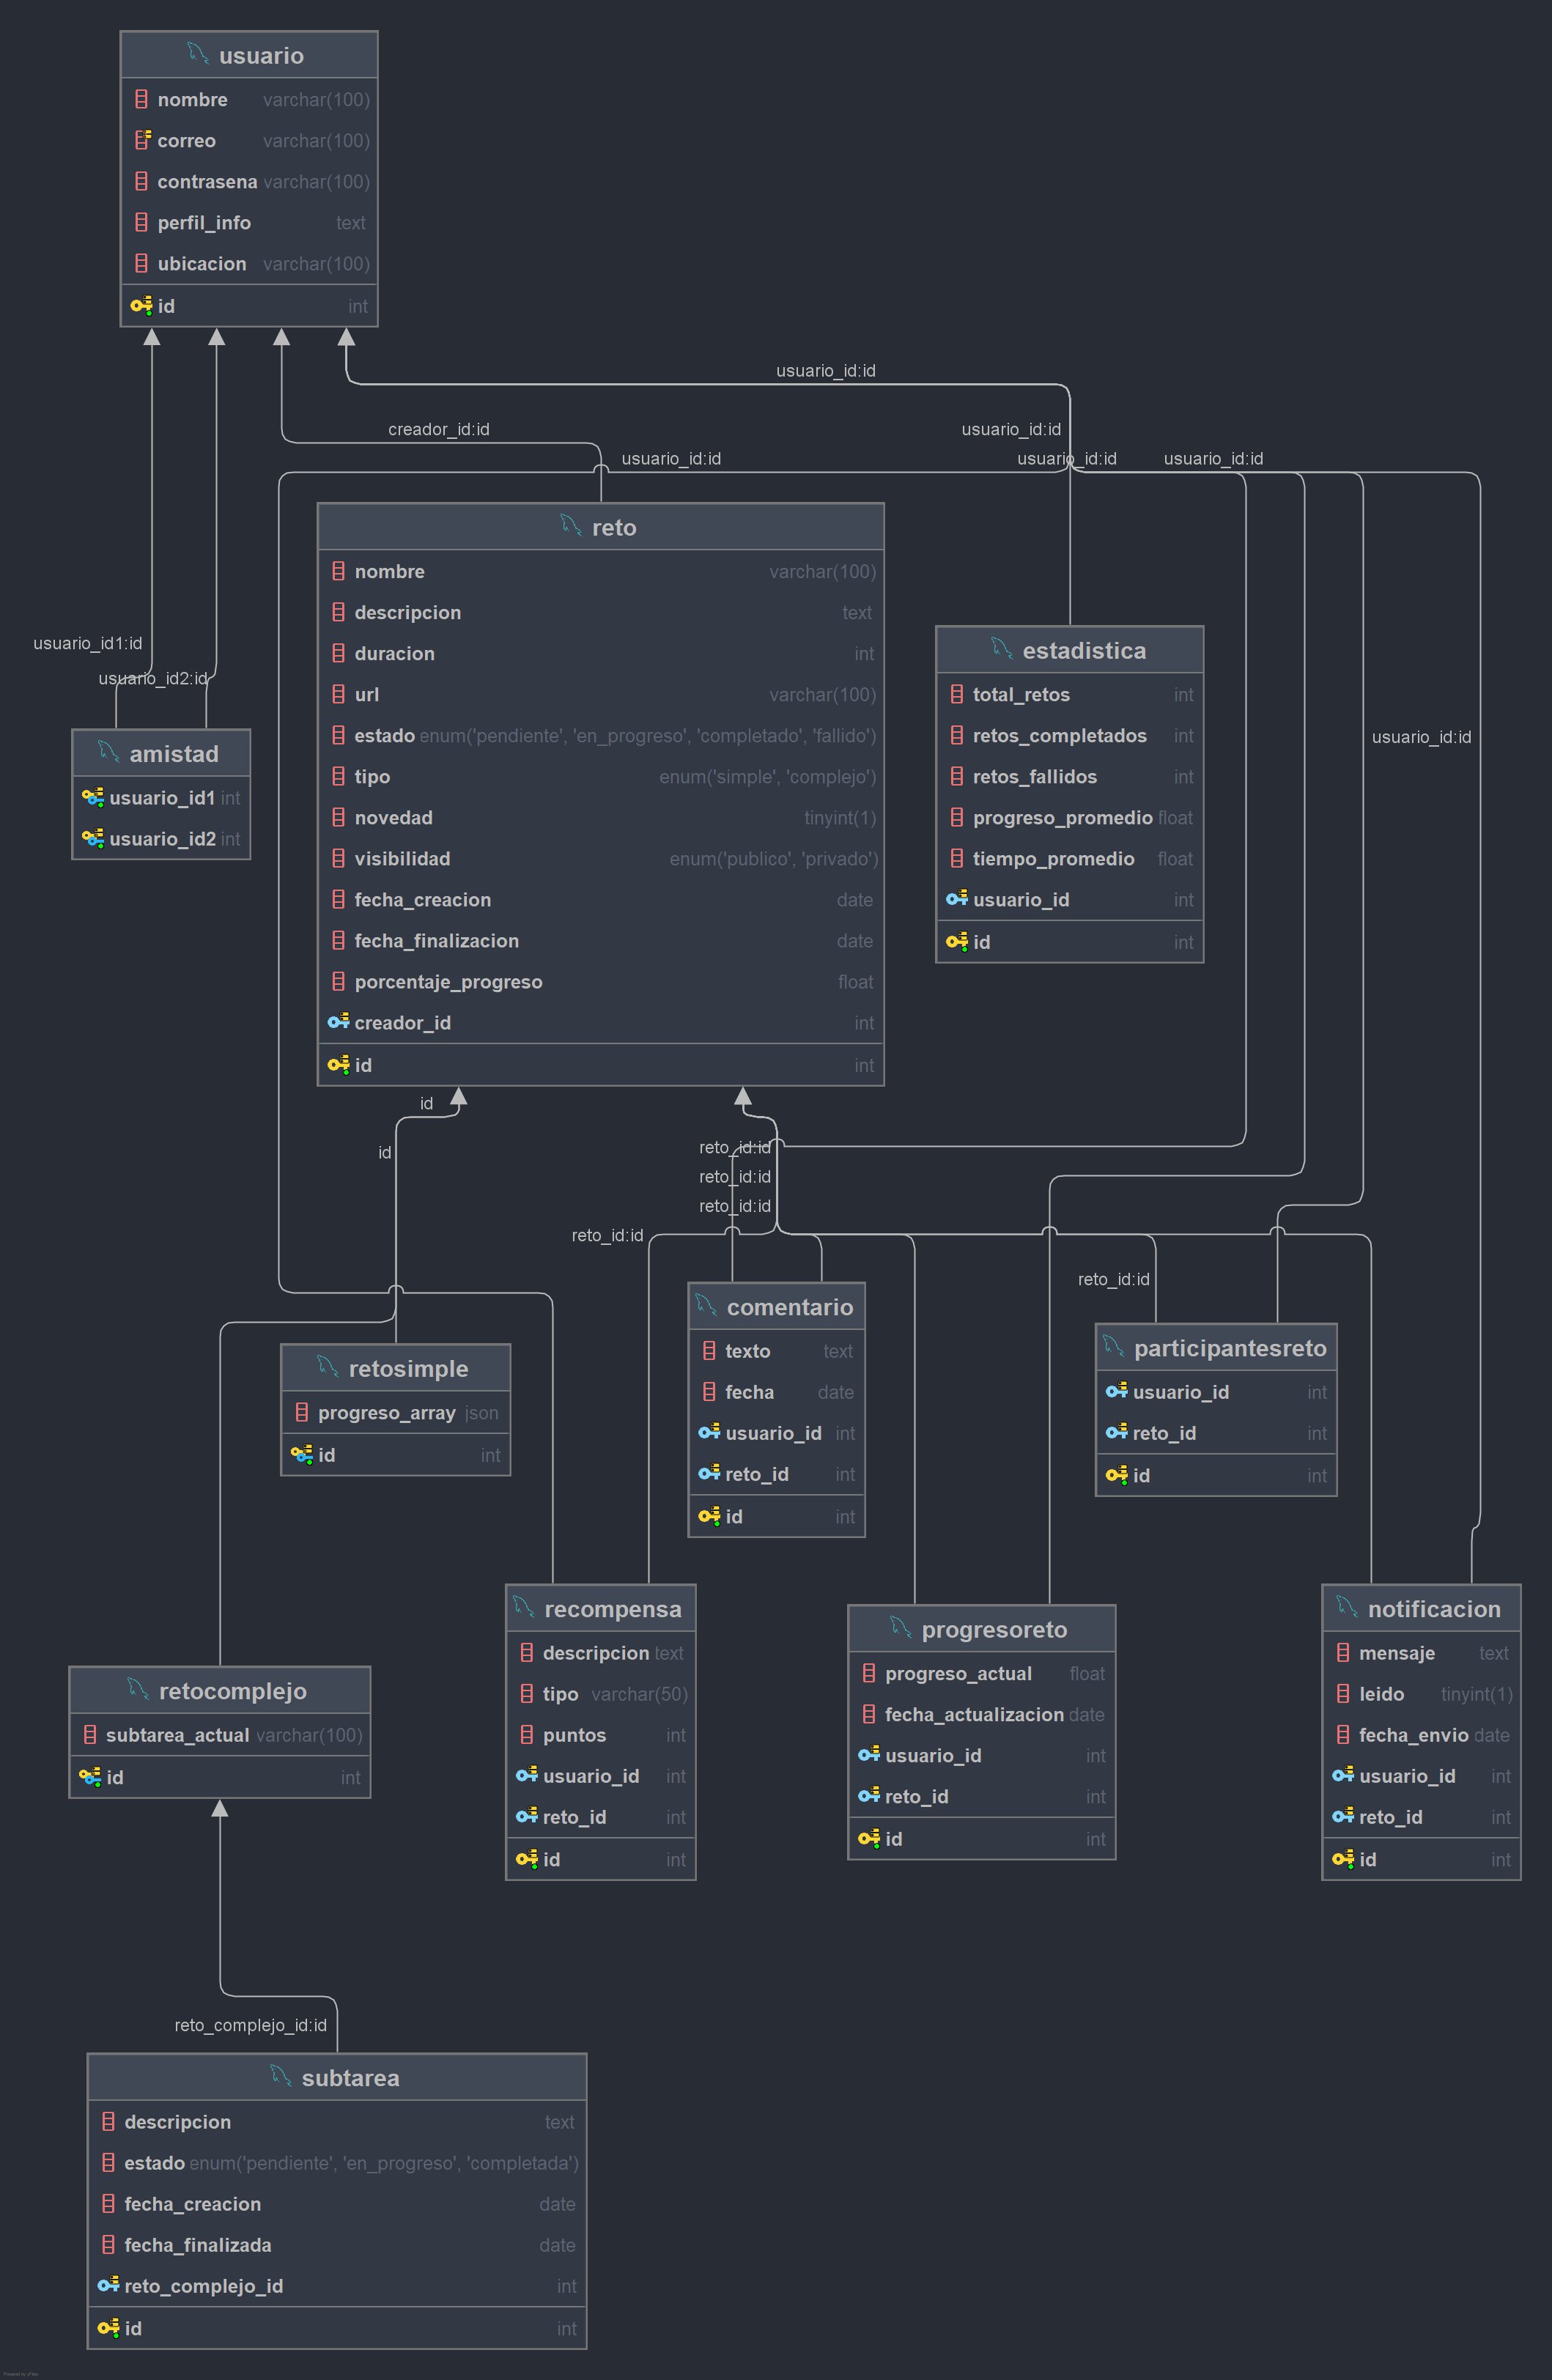 usuario
nombre varchar(100)
correo varchar(100)
contrasena varchar(100)
perfil_info text
ubicacion varchar(100)
id int
usuario_id:id
creador_id:id
usuario_id:id
usuario_id:id
usuario_id:id
usuario_id:id
reto
nombre varchar(100)
descripcion text
duracion int
url varchar(100)
estado enum('pendiente', 'en_progreso', 'completado', 'fallido')
tipo enum('simple', 'complejo')
novedad tinyint(1)
visibilidad enum('publico', 'privado')
fecha_creacion date
fecha_finalizacion date
porcentaje_progreso float
creador_id int
id int
estadistica
total_retos int
retos_completados int
retos_fallidos int
progreso_promedio float
tiempo_promedio float
usuario_id int
id int
usuario_id1:id
usuario_id2:id
usuario_id:id
amistad
usuario_id1 int
usuario_id2 int
id
id
reto_id:id
reto_id:id
reto_id:id
reto_id:id
reto_id:id
comentario
texto text
fecha date
usuario_id int
reto_id int
id int
participantesreto
usuario_id int
reto_id int
id int
retosimple
progreso_array json
id int
recompensa
descripcion text
tipo varchar(50)
puntos int
usuario_id int
reto_id int
id int
progresoreto
progreso_actual float
fecha_actualizacion date
usuario_id int
reto_id int
id int
notificacion
mensaje text
leido tinyint(1)
fecha_envio date
usuario_id int
reto_id int
id int
retocomplejo
subtarea_actual varchar(100)
id int
reto_complejo_id:id
subtarea
descripcion text
estado enum('pendiente', 'en_progreso', 'completada')
fecha_creacion date
fecha_finalizada date
reto_complejo_id int
id int
Powered by yFiles